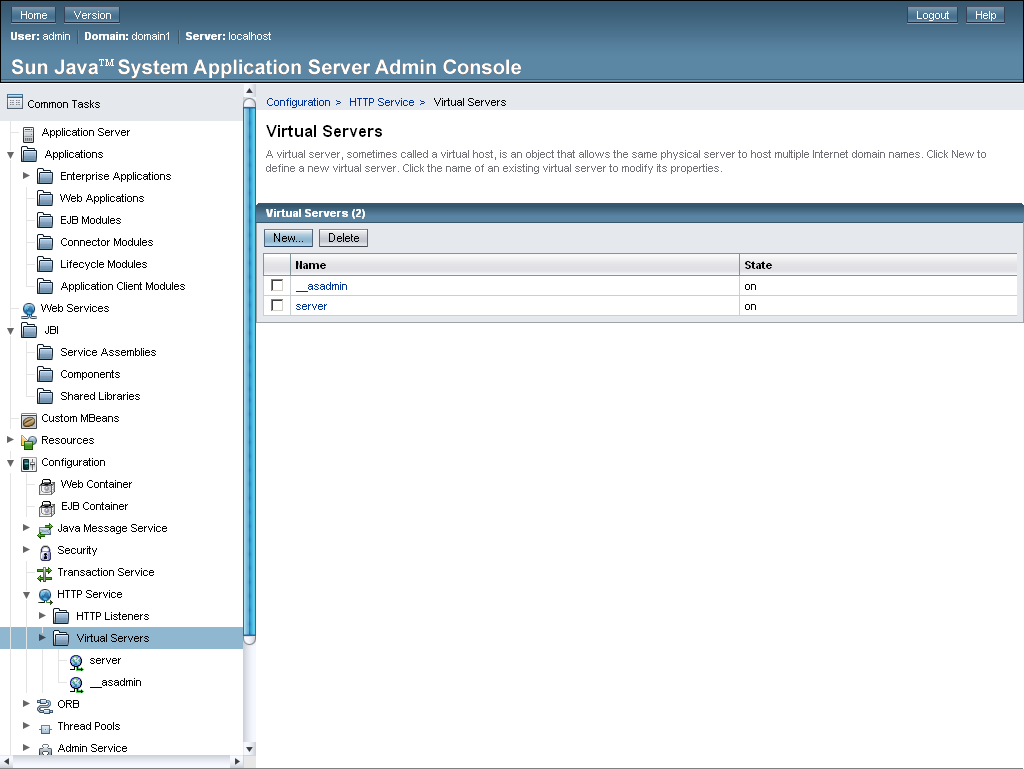 Home Version Logout Help
User: admin Domain: domain1 Server: localhost
Sun Java™ System Application Server Admin Console
Common Tasks
Application Server
Applications
Enterprise Applications
Web Applications
EJB Modules
Connector Modules
Lifecycle Modules
Application Client Modules
Web Services
JBI
Service Assemblies
Components
Shared Libraries
Custom MBeans
Resources
Configuration
Web Container
EJB Container
Java Message Service
Security
Transaction Service
HTTP Service
HTTP Listeners
Virtual Servers
server
__asadmin
ORB
Thread Pools
Admin Service
Configuration > HTTP Service > Virtual Servers
Virtual Servers
A virtual server, sometimes called a virtual host, is an object that allows the same physical server to host multiple Internet domain names. Click New to
define a new virtual server. Click the name of an existing virtual server to modify its properties.
Virtual Servers (2)
New... Delete
Name State
__asadmin on
server on